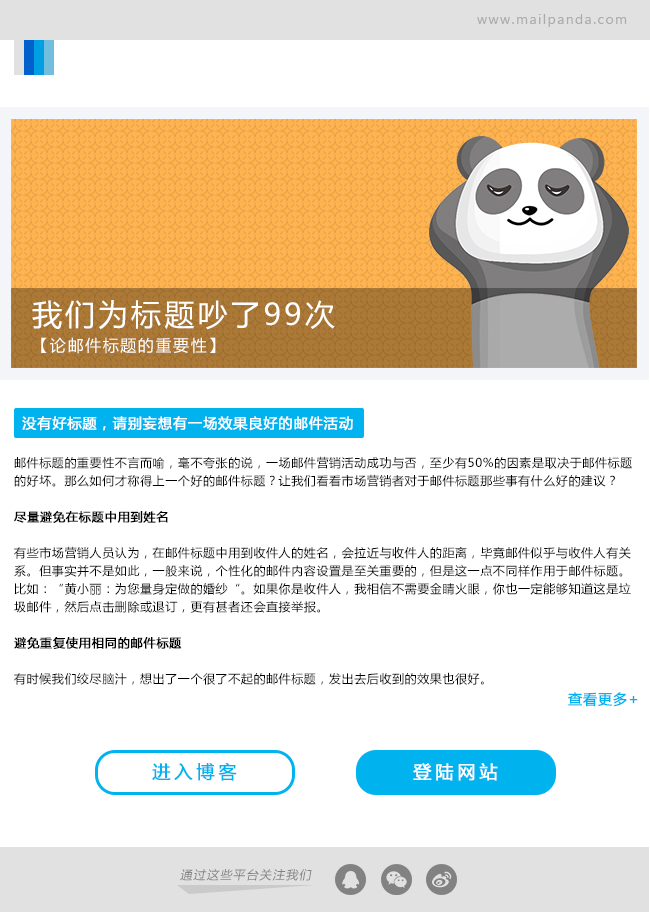 www.mailpanda.com
我们为标题吵了99次
【论邮件标题的重要性】
没有好标题，请别妄想有一场效果良好的邮件活动
邮件标题的重要性不言而喻，毫不夸张的说，一场邮件营销活动成功与否，至少有50%的因素是取决于邮件标题
的好坏。那么如何才称得上一个好的邮件标题？让我们看看市场营销者对于邮件标题那些事有什么好的建议？
尽量避免在标题中用到姓名
有些市场营销人员认为，在邮件标题中用到收件人的姓名，会拉近与收件人的距离，毕竟邮件似乎与收件人有关
系。但事实并不是如此，一般来说，个性化的邮件内容设置是至关重要的，但是这一点不同样作用于邮件标题。
比如：“黄小丽：为您量身定做的婚纱“。如果你是收件人，我相信不需要金睛火眼，你也一定能够知道这是垃
圾邮件，然后点击删除或退订，更有甚者还会直接举报。
避免重复使用相同的邮件标题
有时候我们绞尽脑汁，想出了一个很了不起的邮件标题，发出去后收到的效果也很好。
查看更多+
进入博客
登陆网站
通过这些平台关注我们